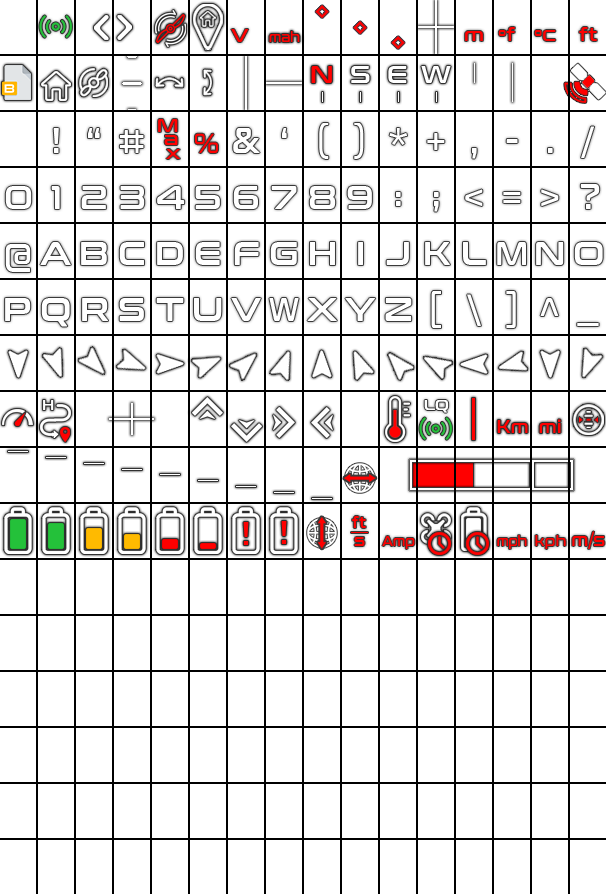 V mah m °f °C ft
B N S E W
! “ # Max % & ‘ ( ) * + , - . /
0 1 2 3 4 5 6 7 8 9 : ; < = > ?
@ A B C D E F G H I J K L M N O
P Q R S T U V W X Y Z [ \ ] ^ _
H E LQ Km mi
! ! ft/s Amp mph kph m/s